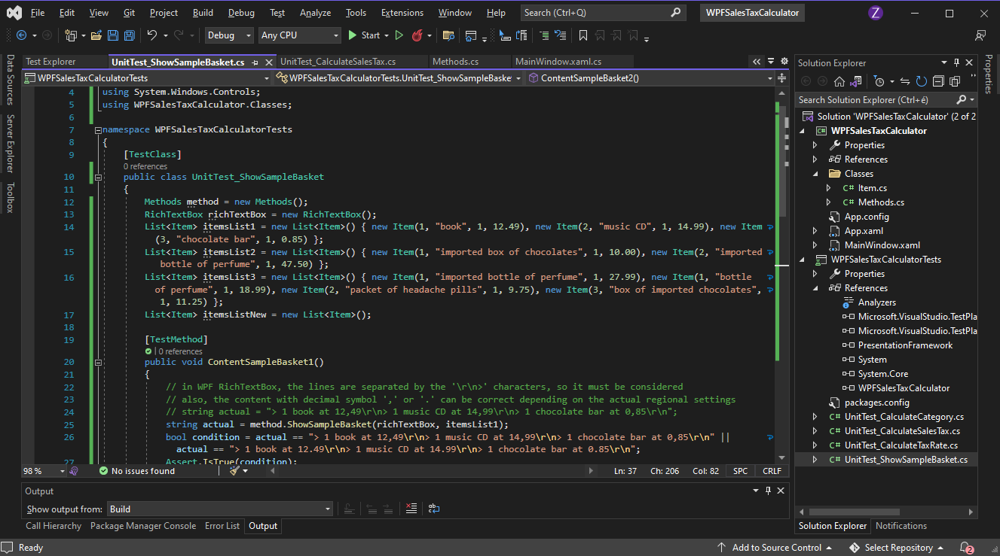 File Edit View Git Project Build Debug Test Analyze Tools Extensions Window Help Search (Ctrl+Q) WPFSalesTaxCalculator Z
Debug Any CPU Start
Data Sources
Server Explorer
Toolbox
Test Explorer UnitTest_ShowSampleBasket.cs UnitTest_CalculateSalesTax.cs Methods.cs MainWindow.xaml.cs
WPFSalesTaxCalculatorTests WPFSalesTaxCalculatorTests.UnitTest_ShowSampleBasket ContentSampleBasket2()
4 using System.Windows.Controls;
5 using WPFSalesTaxCalculator.Classes;
6
7 namespace WPFSalesTaxCalculatorTests
8 {
9 [TestClass]
0 references
10 public class UnitTest_ShowSampleBasket
11 {
12 Methods method = new Methods();
13 RichTextBox richTextBox = new RichTextBox();
14 List<Item> itemsList1 = new List<Item>() { new Item(1, "book", 1, 12.49), new Item(2, "music CD", 1, 14.99), new Item
(3, "chocolate bar", 1, 0.85) };
15 List<Item> itemsList2 = new List<Item>() { new Item(1, "imported box of chocolates", 1, 10.00), new Item(2, "imported
bottle of perfume", 1, 47.50) };
16 List<Item> itemsList3 = new List<Item>() { new Item(1, "imported bottle of perfume", 1, 27.99), new Item(1, "bottle
of perfume", 1, 18.99), new Item(2, "packet of headache pills", 1, 9.75), new Item(3, "box of imported chocolates",
1, 11.25) };
17 List<Item> itemsListNew = new List<Item>();
18
19 [TestMethod]
| 0 references
20 public void ContentSampleBasket1()
21 {
22 // in WPF RichTextBox, the lines are separated by the '\r\n>' characters, so it must be considered
23 // also, the content with decimal symbol ',' or '.' can be correct depending on the actual regional settings
24 // string actual = "> 1 book at 12,49\r\n> 1 music CD at 14,99\r\n> 1 chocolate bar at 0,85\r\n";
25 string actual = method.ShowSampleBasket(richTextBox, itemsList1);
26 bool condition = actual == "> 1 book at 12,49\r\n> 1 music CD at 14,99\r\n> 1 chocolate bar at 0,85\r\n" ||
actual == "> 1 book at 12.49\r\n> 1 music CD at 14.99\r\n> 1 chocolate bar at 0.85\r\n";
27 Assert.IsTrue(condition);
98 % No issues found Ln: 37 Ch: 206 Col: 82 SPC CRLF
Output
Show output from: Build
Call Hierarchy Package Manager Console Error List Output
Solution Explorer
Search Solution Explorer (Ctrl+é)
Solution 'WPFSalesTaxCalculator' (2 of 2
WPFSalesTaxCalculator
Properties
References
Classes
C# Item.cs
C# Methods.cs
App.config
App.xaml
MainWindow.xaml
WPFSalesTaxCalculatorTests
Properties
References
Analyzers
Microsoft.VisualStudio.TestPla
Microsoft.VisualStudio.TestPla
PresentationFramework
System
System.Core
WPFSalesTaxCalculator
packages.config
C# UnitTest_CalculateCategory.cs
C# UnitTest_CalculateSalesTax.cs
C# UnitTest_CalculateTaxRate.cs
C# UnitTest_ShowSampleBasket.cs
Solution Explorer Notifications
Properties
Ready Add to Source Control Select Repository 2